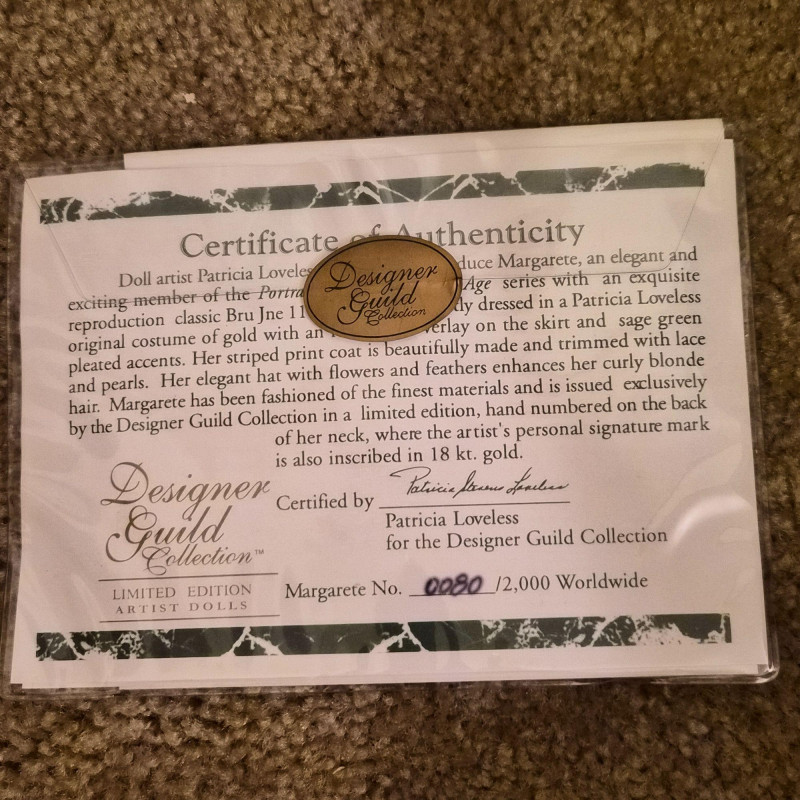 Certificate of Authenticity
Doll artist Patricia Loveless duce Margarete, an elegant and
exciting member of the Portra Age series with an exquisite
reproduction classic Bru Jne 11 ly dressed in a Patricia Loveless
original costume of gold with an erlay on the skirt and sage green
pleated accents. Her striped print coat is beautifully made and trimmed with lace
and pearls. Her elegant hat with flowers and feathers enhances her curly blonde
hair. Margarete has been fashioned of the finest materials and is issued exclusively
by the Designer Guild Collection in a limited edition, hand numbered on the back
of her neck, where the artist's personal signature mark
is also inscribed in 18 kt. gold.
Designer
Guild
Collection
Designer
Guild
Collection™
LIMITED EDITION
ARTIST DOLLS
Certified by Patricia Stevens Loveless
Patricia Loveless
for the Designer Guild Collection
Margarete No. 0080/2,000 Worldwide